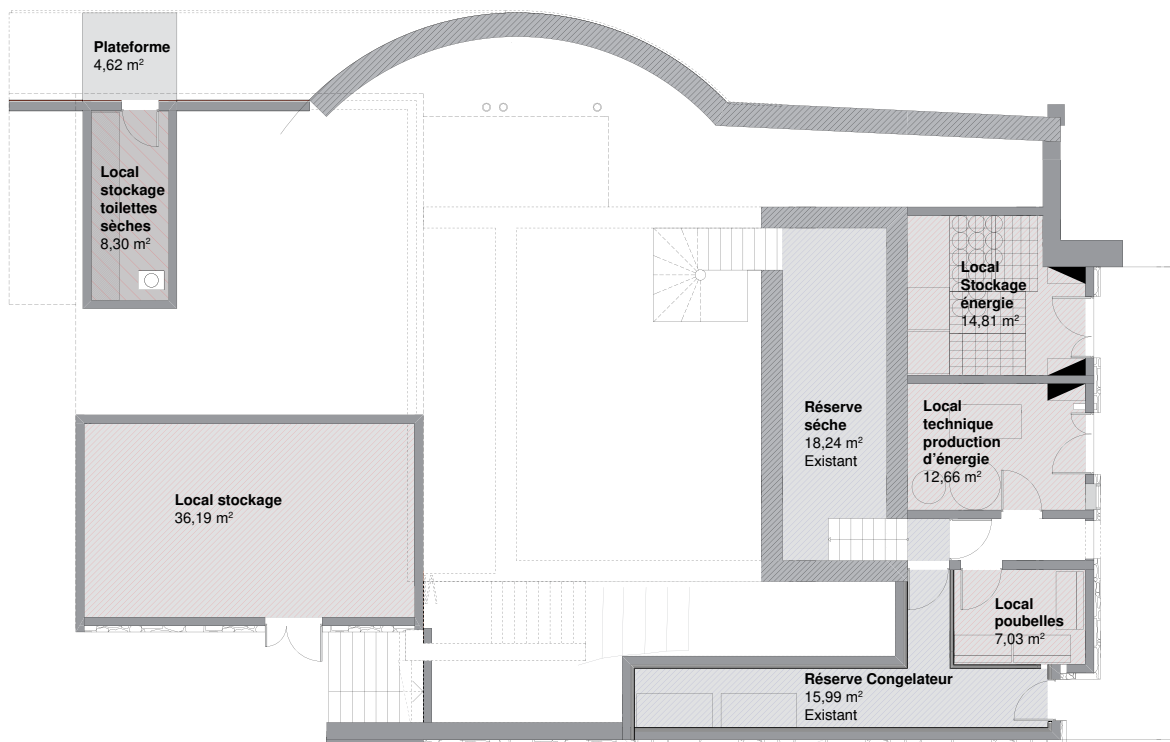 Plateforme
4,62 m²
Local
stockage
toilettes
sèches
8,30 m²
Local
Stockage
énergie
14,81 m²
Réserve
séche
18,24 m²
Existant
Local
technique
production
d'énergie
12,66 m²
Local stockage
36,19 m²
Local
poubelles
7,03 m²
Réserve Congelateur
15,99 m²
Existant